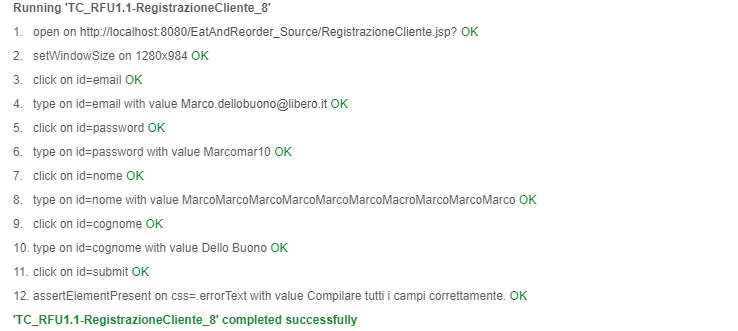 Running 'TC_RFU1.1-RegistrazioneCliente_8'
1. open on http://localhost:8080/EatAndReorder_Source/RegistrazioneCliente.jsp? OK
2. setWindowSize on 1280x984 OK
3. click on id=email OK
4. type on id=email with value Marco.dellobuono@libero.it OK
5. click on id=password OK
6. type on id=password with value Marcomar10 OK
7. click on id=nome OK
8. type on id=nome with value MarcoMarcoMarcoMarcoMarcoMarcoMacroMarcoMarcoMarco OK
9. click on id=cognome OK
10. type on id=cognome with value Dello Buono OK
11. click on id=submit OK
12. assertElementPresent on css=.errorText with value Compilare tutti i campi correttamente. OK
'TC_RFU1.1-RegistrazioneCliente_8' completed successfully